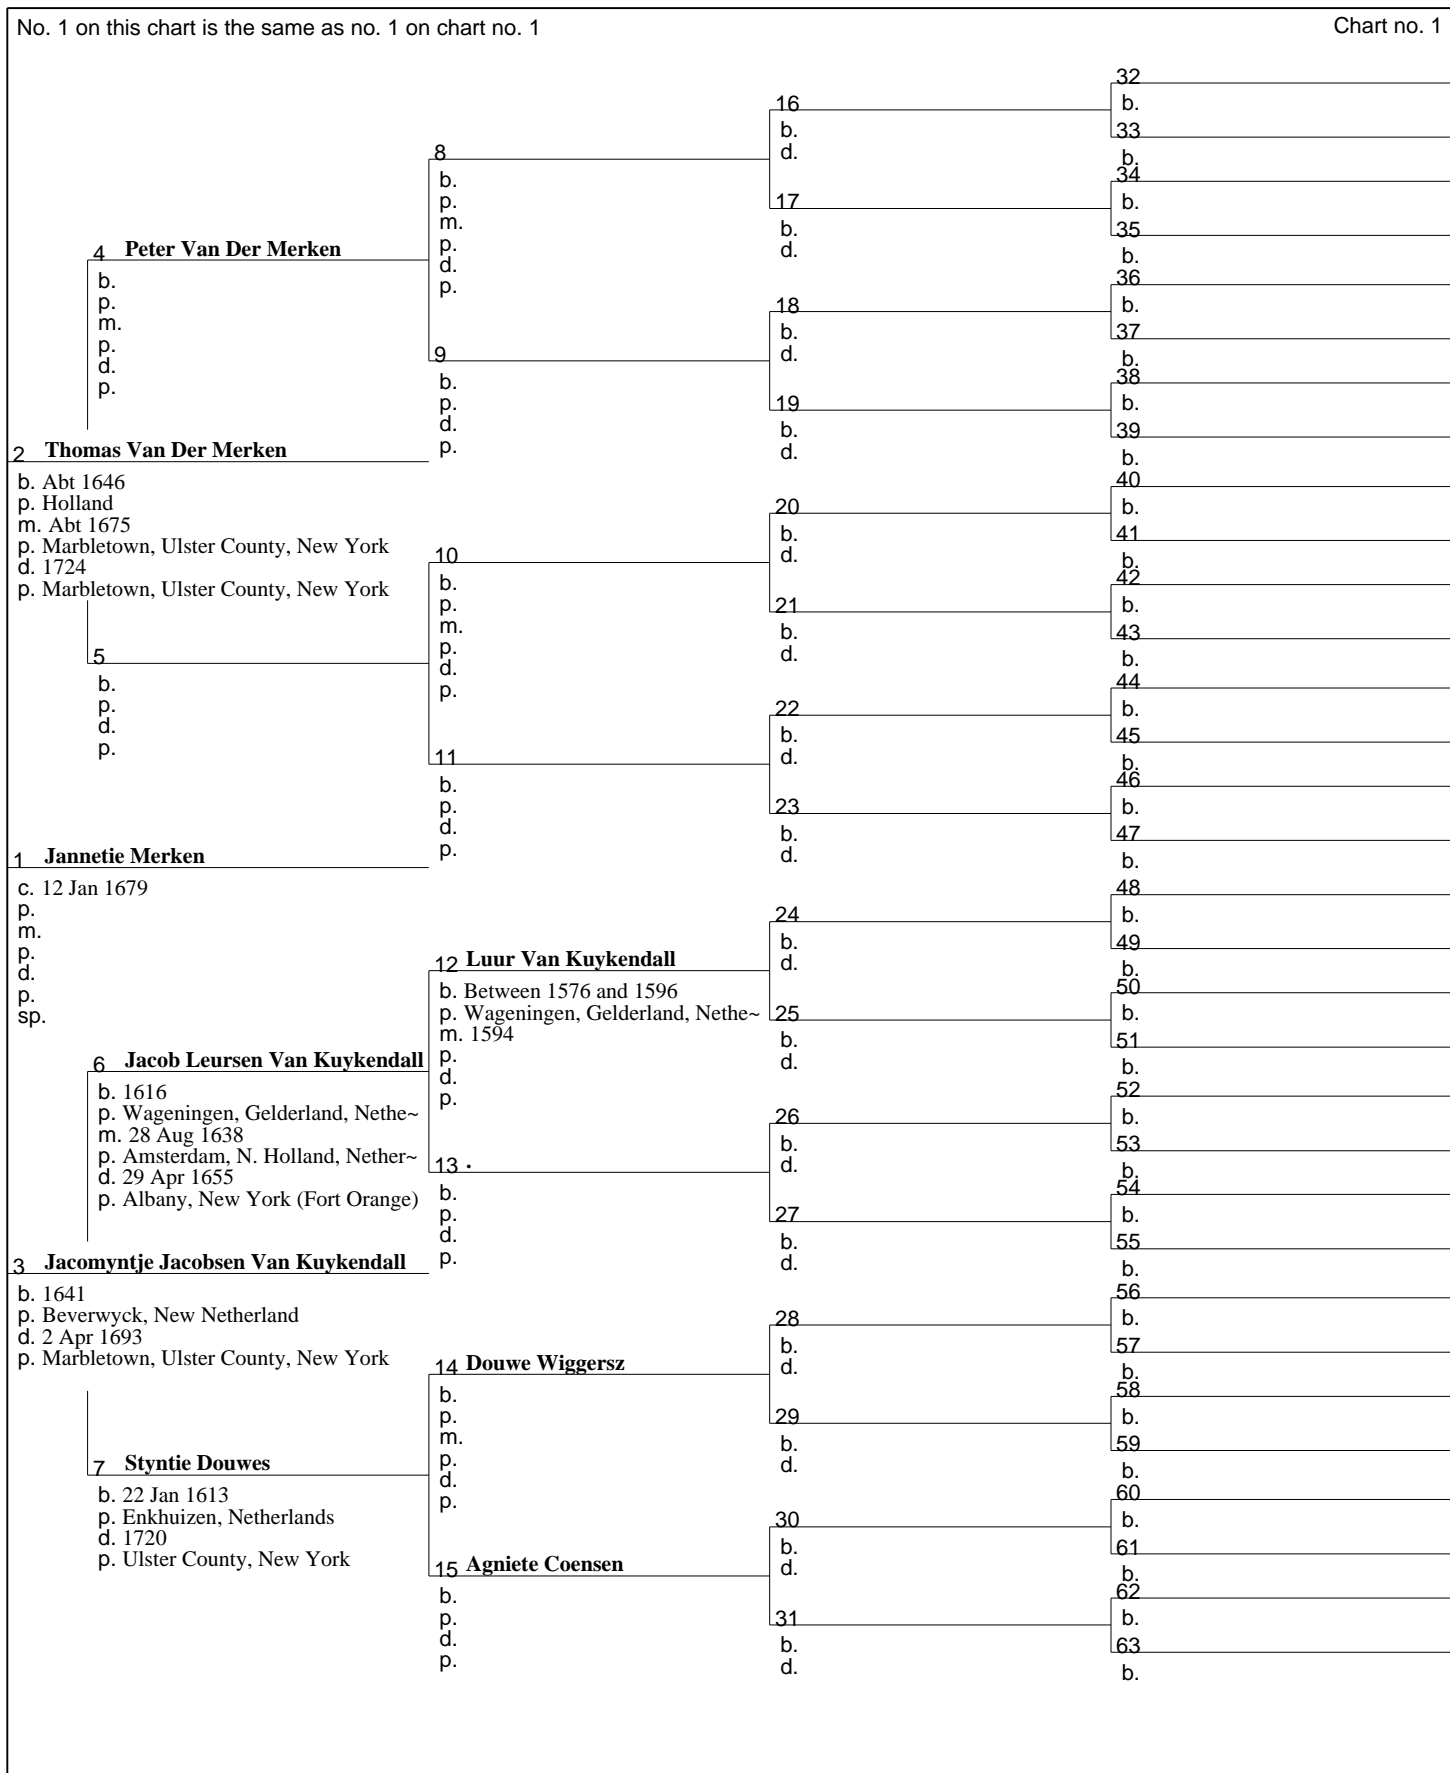 No. 1 on this chart is the same as no. 1 on chart no. 1
Chart no. 1
4 Peter Van Der Merken
b.
p.
m.
p.
d.
p.
2 Thomas Van Der Merken
b. Abt 1646
p. Holland
m. Abt 1675
p. Marbletown, Ulster County, New York
d. 1724
p. Marbletown, Ulster County, New York
5
b.
p.
d.
p.
1 Jannetie Merken
c. 12 Jan 1679
p.
m.
p.
d.
p.
sp.
6 Jacob Leursen Van Kuykendall
b. 1616
p. Wageningen, Gelderland, Nethe~
m. 28 Aug 1638
p. Amsterdam, N. Holland, Nether~
d. 29 Apr 1655
p. Albany, New York (Fort Orange)
3 Jacomyntje Jacobsen Van Kuykendall
b. 1641
p. Beverwyck, New Netherland
d. 2 Apr 1693
p. Marbletown, Ulster County, New York
7 Styntie Douwes
b. 22 Jan 1613
p. Enkhuizen, Netherlands
d. 1720
p. Ulster County, New York
8
b.
p.
m.
p.
d.
p.
9
b.
p.
d.
p.
10
b.
p.
m.
p.
d.
p.
11
b.
p.
d.
p.
12 Luur Van Kuykendall
b. Between 1576 and 1596
p. Wageningen, Gelderland, Nethe~
m. 1594
p.
d.
p.
13 .
b.
p.
d.
p.
14 Douwe Wiggersz
b.
p.
m.
p.
d.
p.
15 Agniete Coensen
b.
p.
d.
p.
16
b.
d.
17
b.
d.
18
b.
d.
19
b.
d.
20
b.
d.
21
b.
d.
22
b.
d.
23
b.
d.
24
b.
d.
25
b.
d.
26
b.
d.
27
b.
d.
28
b.
d.
29
b.
d.
30
b.
d.
31
b.
d.
32
b.
33
b.
34
b.
35
b.
36
b.
37
b.
38
b.
39
b.
40
b.
41
b.
42
b.
43
b.
44
b.
45
b.
46
b.
47
b.
48
b.
49
b.
50
b.
51
b.
52
b.
53
b.
54
b.
55
b.
56
b.
57
b.
58
b.
59
b.
60
b.
61
b.
62
b.
63
b.